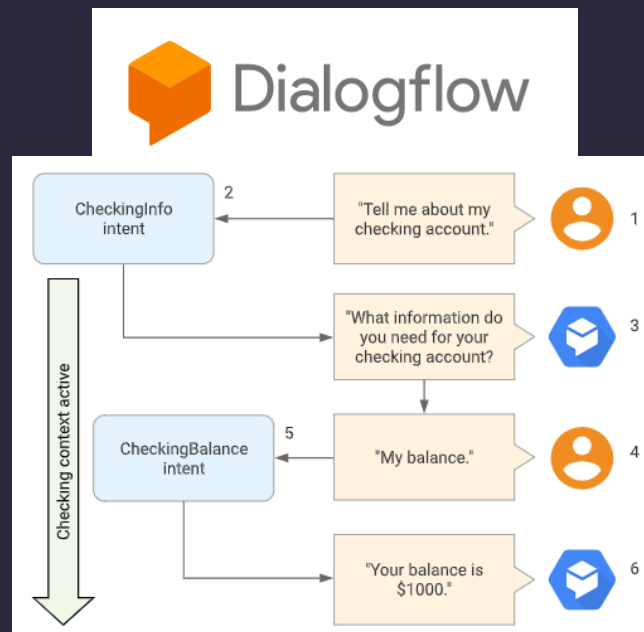 Dialogflow
CheckingInfo
intent
2
"Tell me about my
checking account."
1
"What information do
you need for your
checking account?
3
Checking context active
CheckingBalance
intent
5
"My balance."
4
"Your balance is
$1000."
6